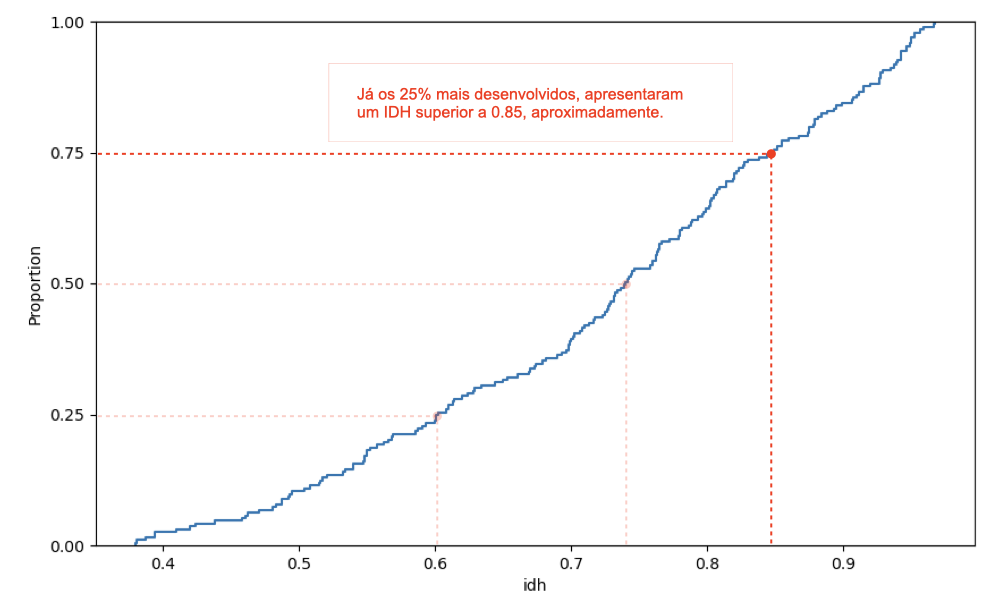 1.00
Já os 25% mais desenvolvidos, apresentaram
um IDH superior a 0.85, aproximadamente.
0.75
0.50
Proportion
0.25
0.00
0.4 0.5 0.6 0.7 0.8 0.9
idh